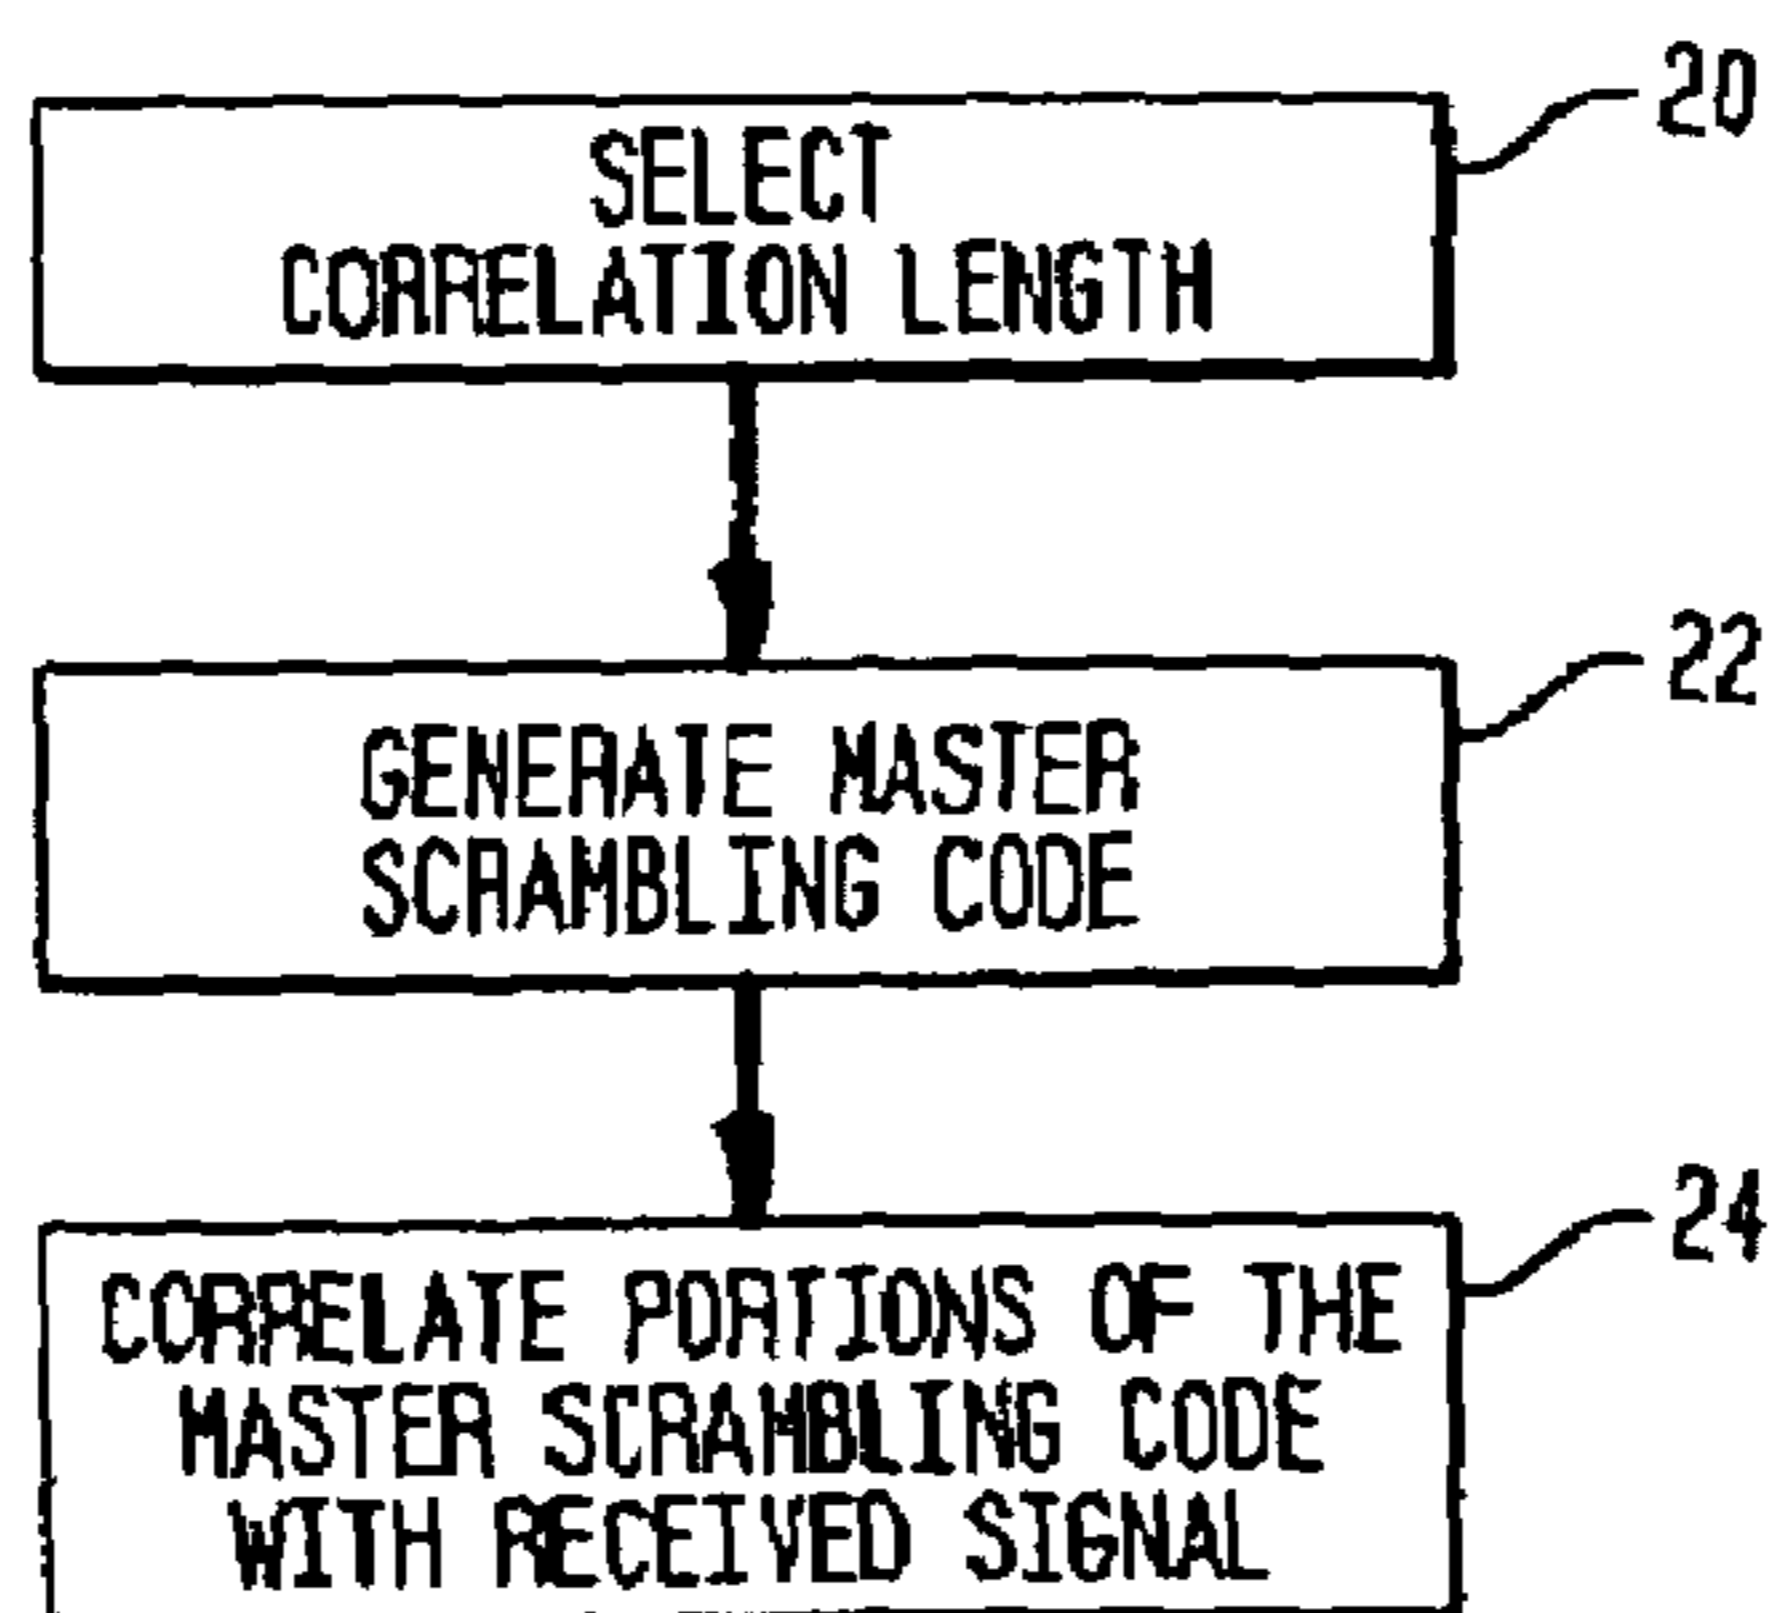 20
SELECT
CORRELATION LENGTH
22
GENERATE MASTER
SCRAMBLING CODE
24
CORRELATE PORTIONS OF THE
MASTER SCRAMBLING CODE
WITH RECEIVED SIGNAL